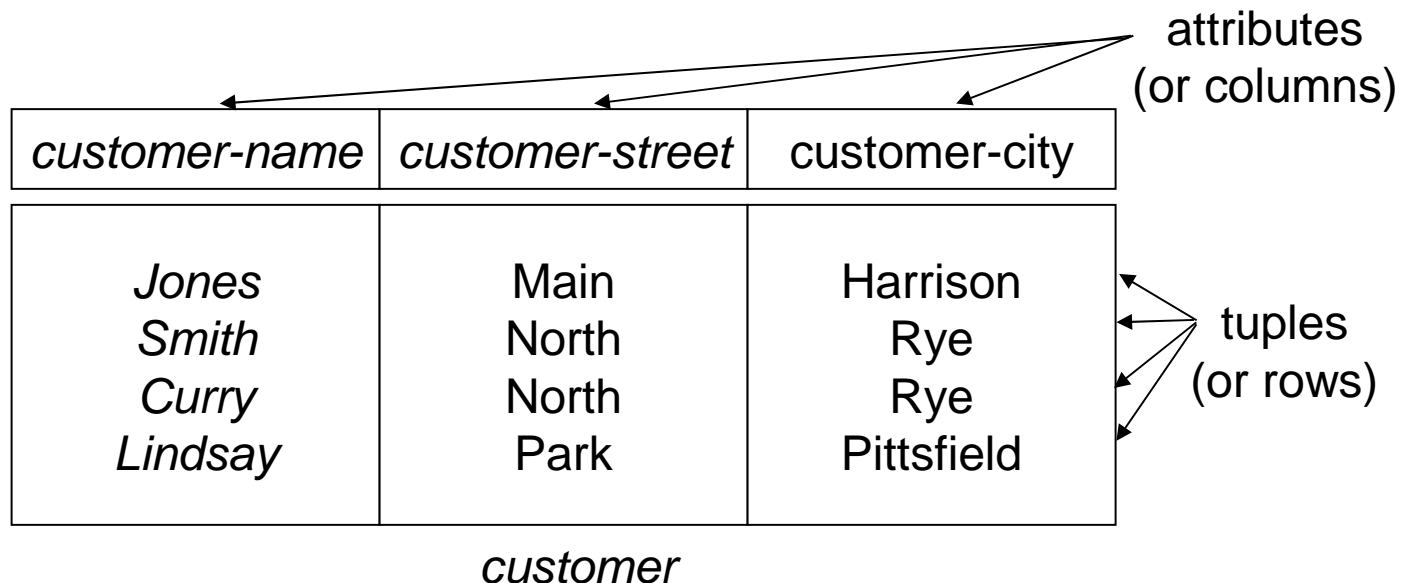 attributes
(or columns)
customer-name customer-street customer-city
Jones Main Harrison
Smith North Rye
Curry North Rye
Lindsay Park Pittsfield
tuples
(or rows)
customer